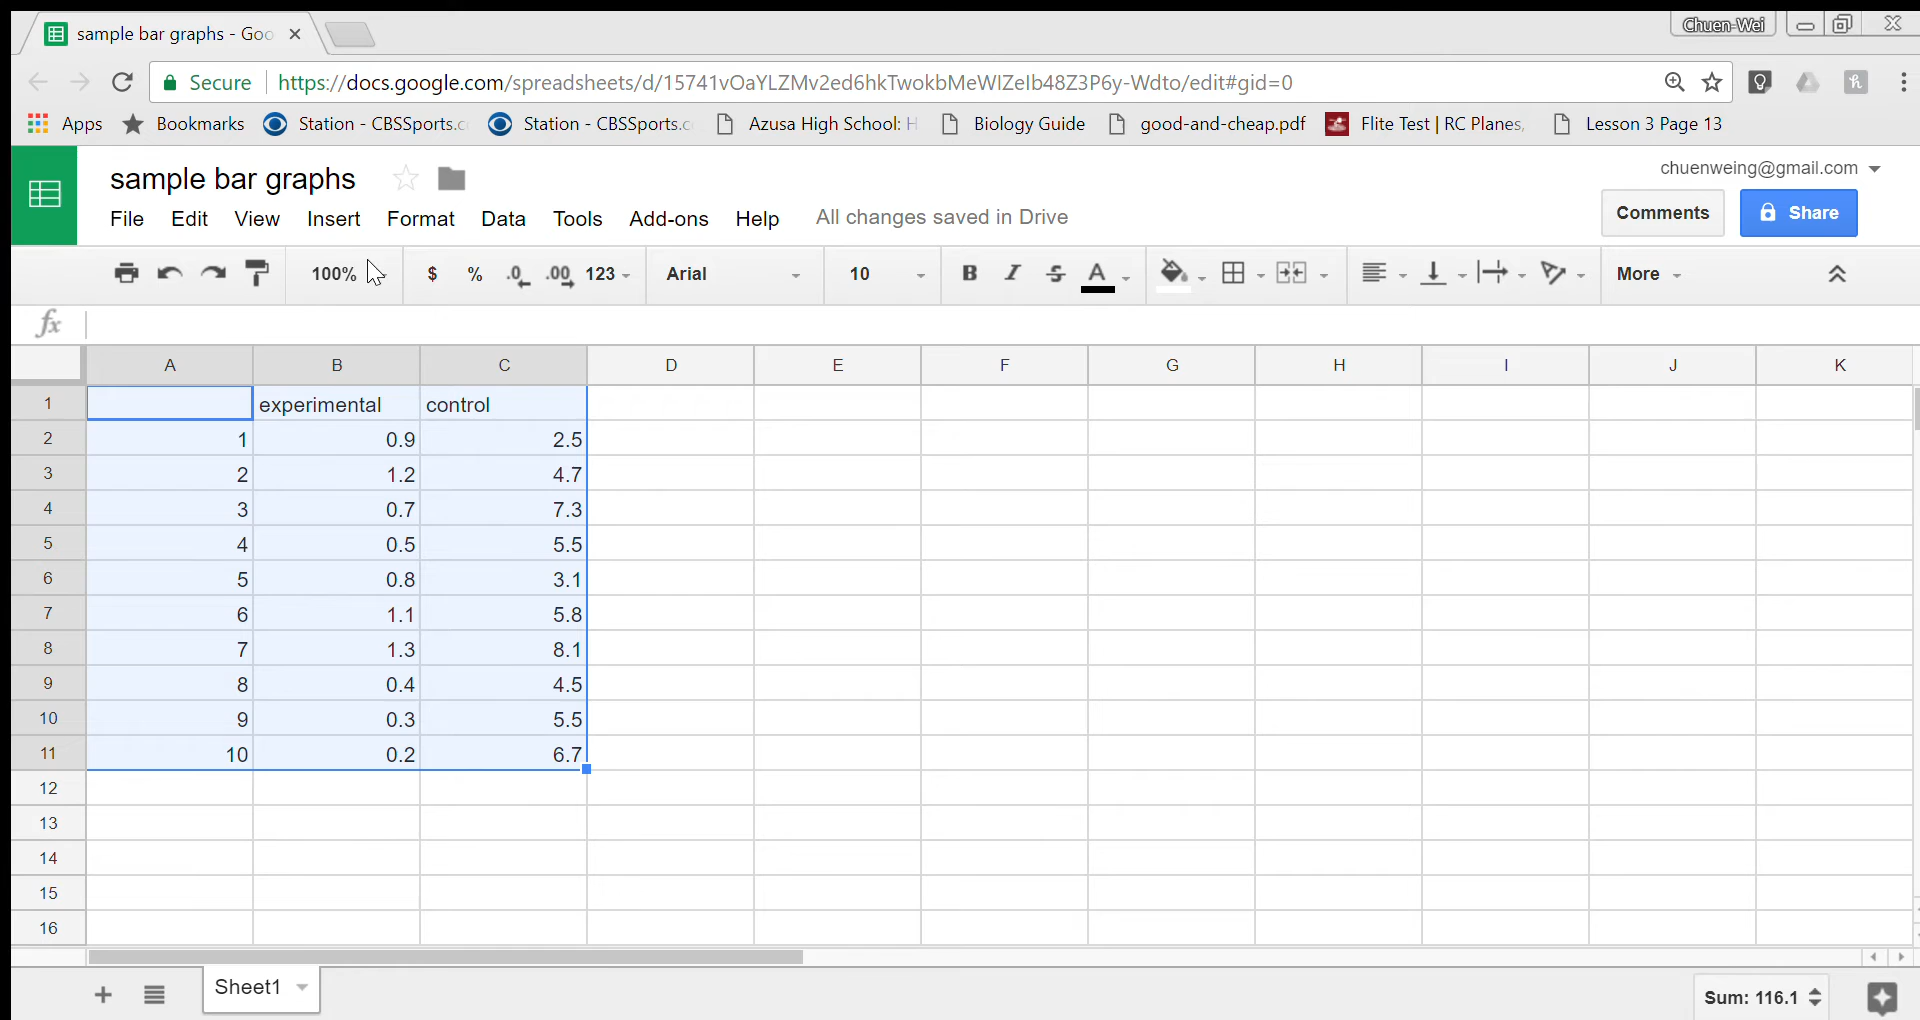 sample bar graphs - Goo
Chuen-Wei
Secure https://docs.google.com/spreadsheets/d/15741vOaYLZMv2ed6hkTwokbMeWIZeIb48Z3P6y-Wdto/edit#gid=0
Apps Bookmarks Station - CBSSports.c Station - CBSSports.c Azusa High School: H Biology Guide good-and-cheap.pdf Flite Test | RC Planes, Lesson 3 Page 13
sample bar graphs
chuenweing@gmail.com
File Edit View Insert Format Data Tools Add-ons Help All changes saved in Drive
Comments Share
100% $ % .0 .00 123 Arial 10 B I S A More
fx
A B C D E F G H I J K
1 experimental control
2 1 0.9 2.5
3 2 1.2 4.7
4 3 0.7 7.3
5 4 0.5 5.5
6 5 0.8 3.1
7 6 1.1 5.8
8 7 1.3 8.1
9 8 0.4 4.5
10 9 0.3 5.5
11 10 0.2 6.7
12
13
14
15
16
Sheet1
Sum: 116.1